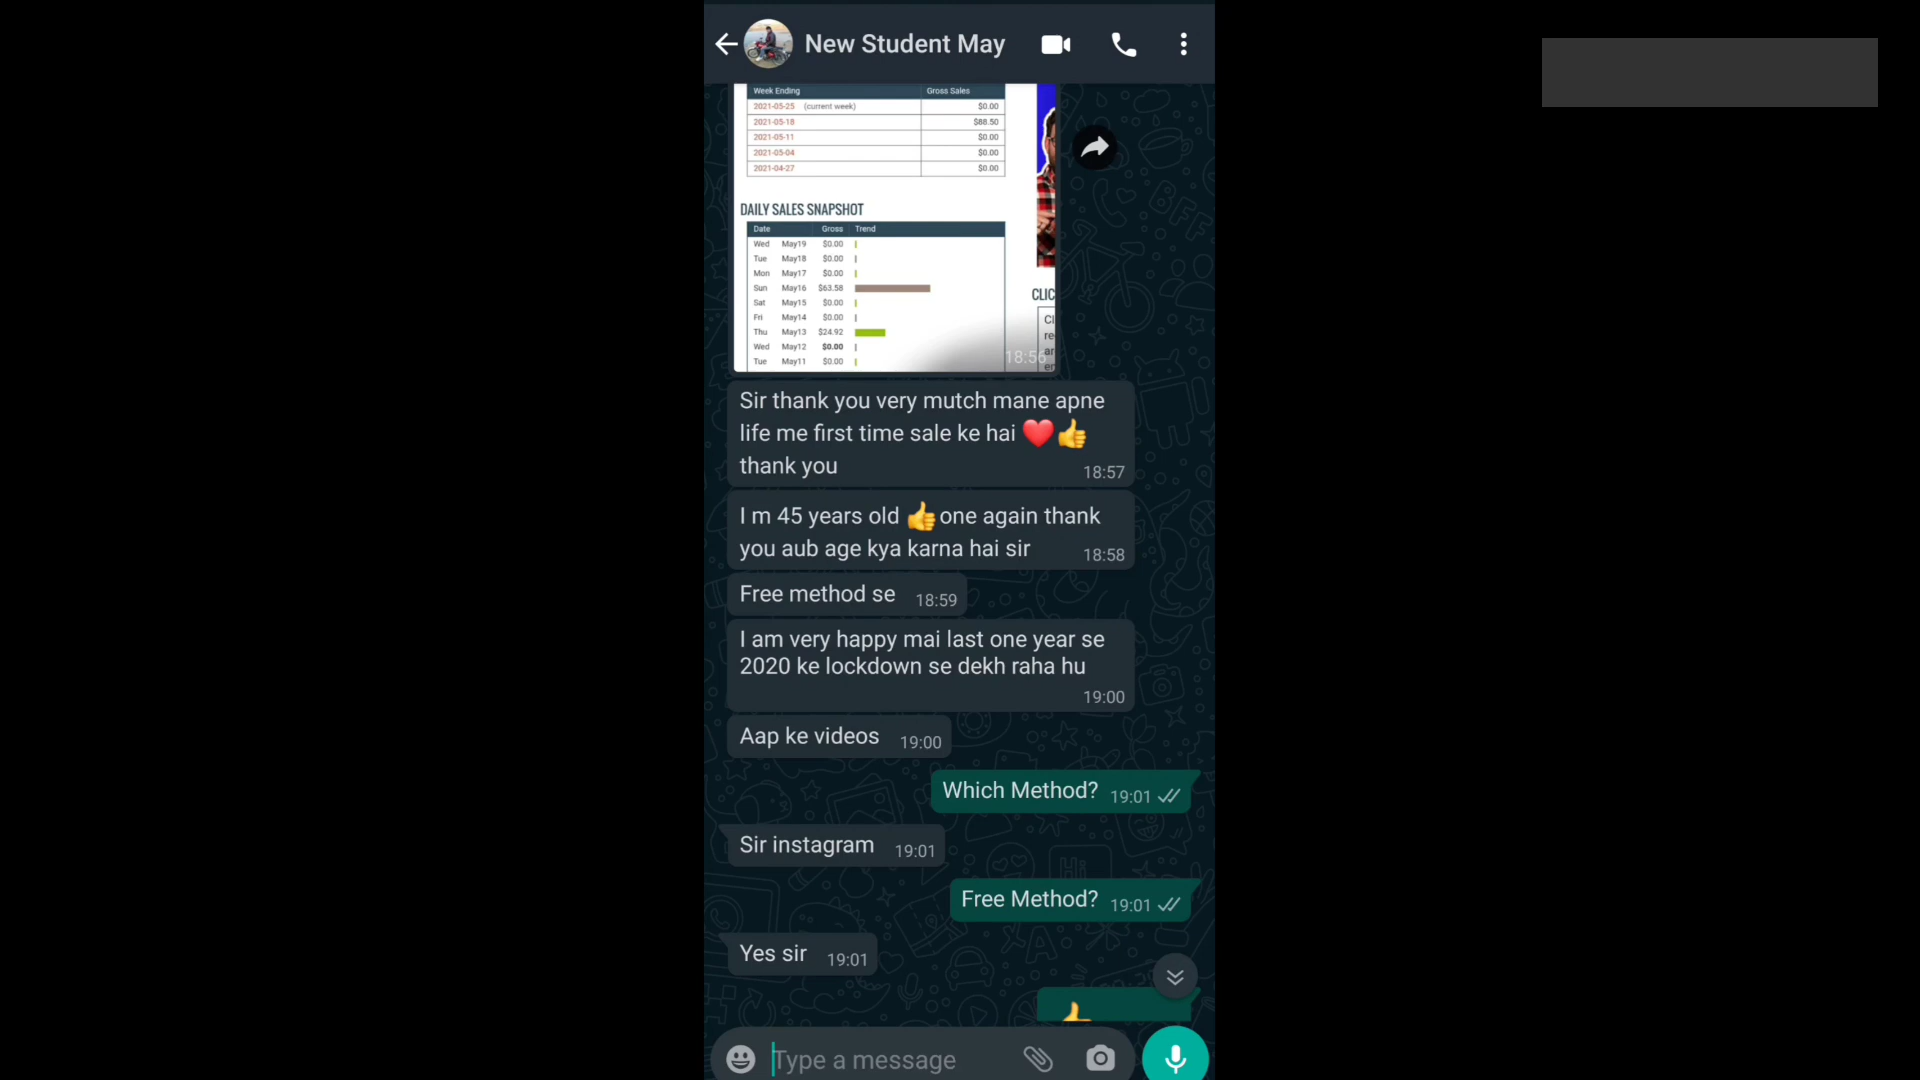 New Student May
Week Ending Gross Sales
2021-05-25 (current week) $0.00
2021-05-18 $88.50
2021-05-11 $0.00
2021-05-04 $0.00
2021-04-27 $0.00
DAILY SALES SNAPSHOT
Date Gross Trend
Wed May19 $0.00
Tue May18 $0.00
Mon May17 $0.00
Sun May16 $63.58
Sat May15 $0.00
Fri May14 $0.00
Thu May13 $24.92
Wed May12 $0.00
Tue May11 $0.00
CLIC
Cl
re
ar
en
18:56
Sir thank you very mutch mane apne
life me first time sale ke hai ❤️👍
thank you 18:57
I m 45 years old 👍one again thank
you aub age kya karna hai sir 18:58
Free method se 18:59
I am very happy mai last one year se
2020 ke lockdown se dekh raha hu
19:00
Aap ke videos 19:00
Which Method? 19:01
Sir instagram 19:01
Free Method? 19:01
Yes sir 19:01
Type a message